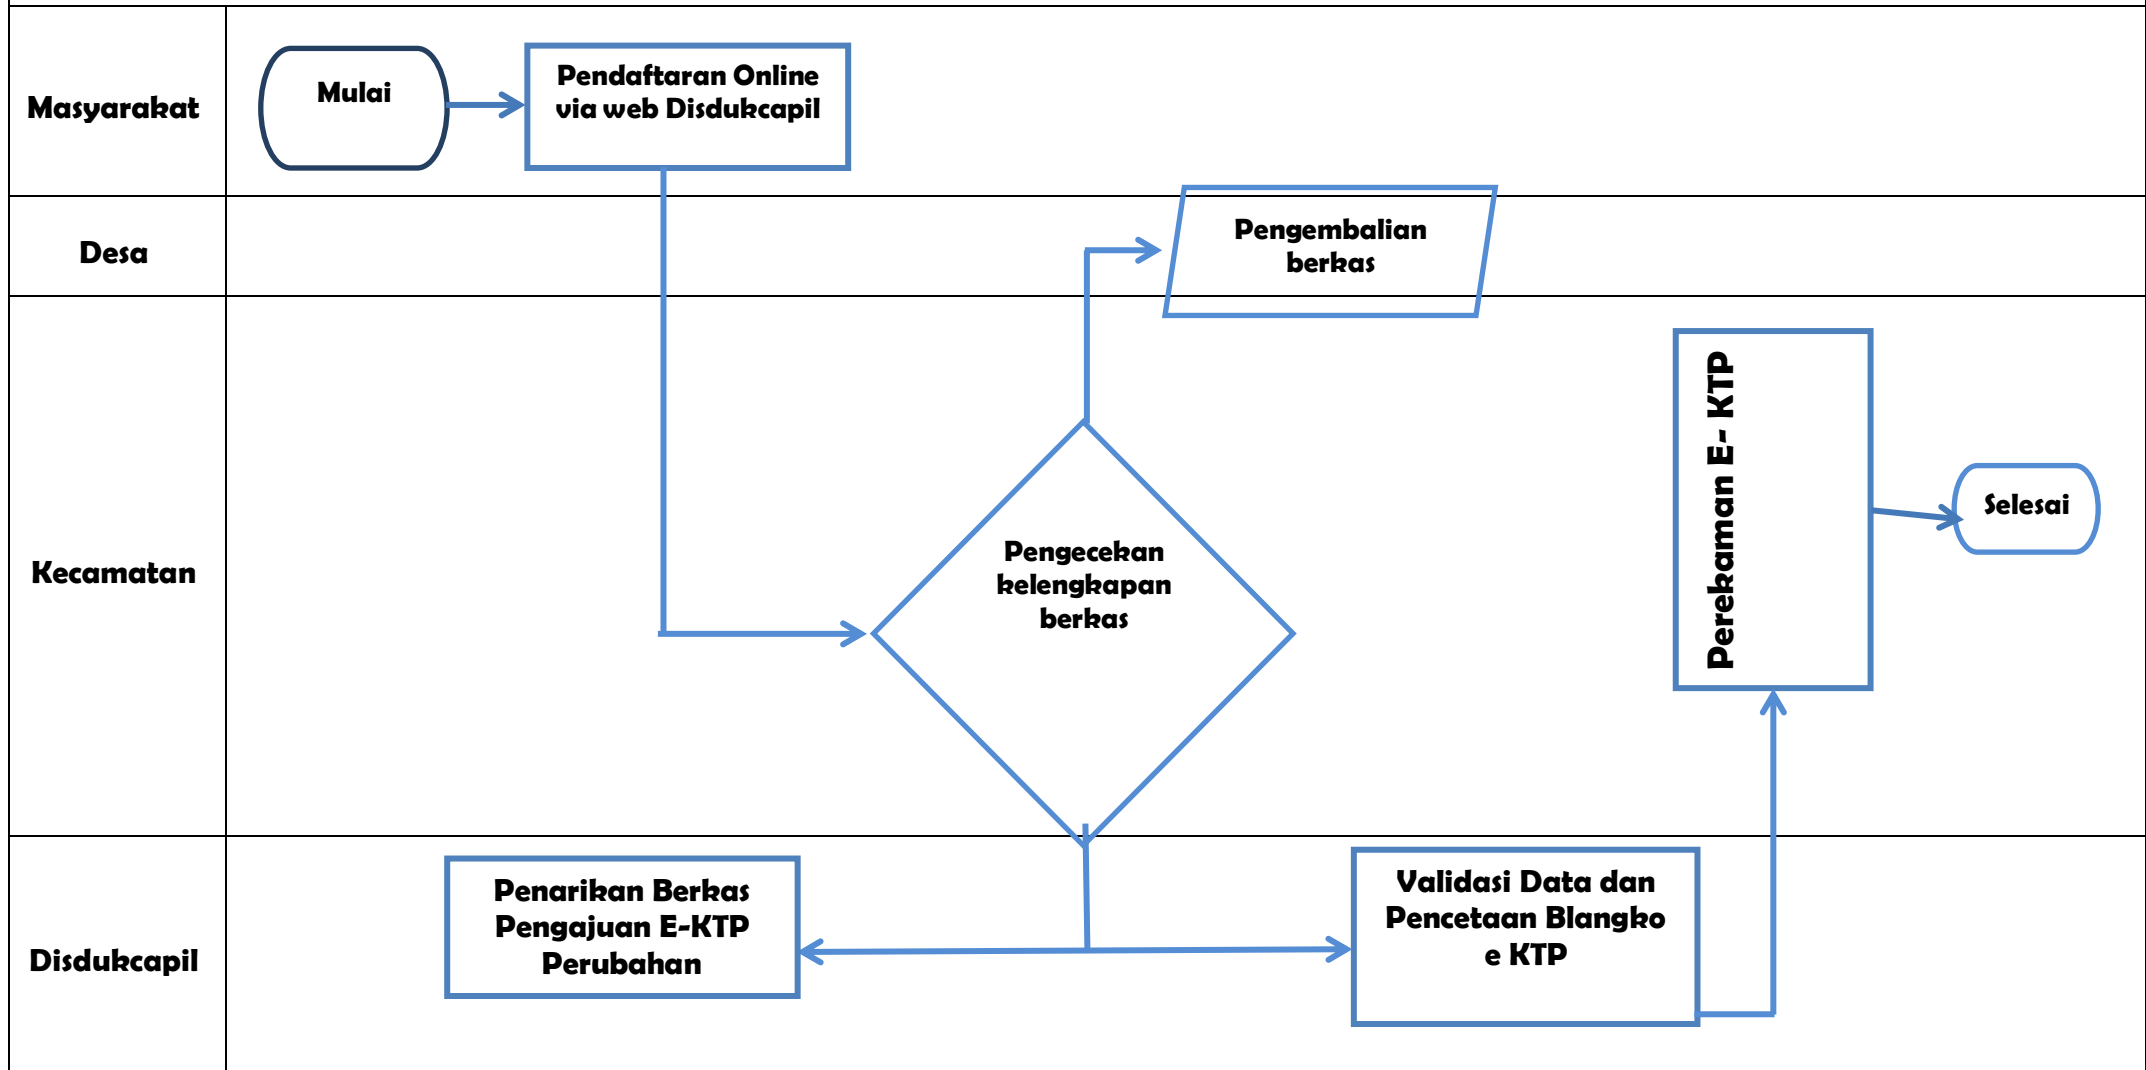 Masyarakat
Mulai
Pendaftaran Online
via web Disdukcapil
Desa
Pengembalian
berkas
Kecamatan
Pengecekan
kelengkapan
berkas
Perekaman E- KTP
Selesai
Disdukcapil
Penarikan Berkas
Pengajuan E-KTP
Perubahan
Validasi Data dan
Pencetaan Blangko
e KTP